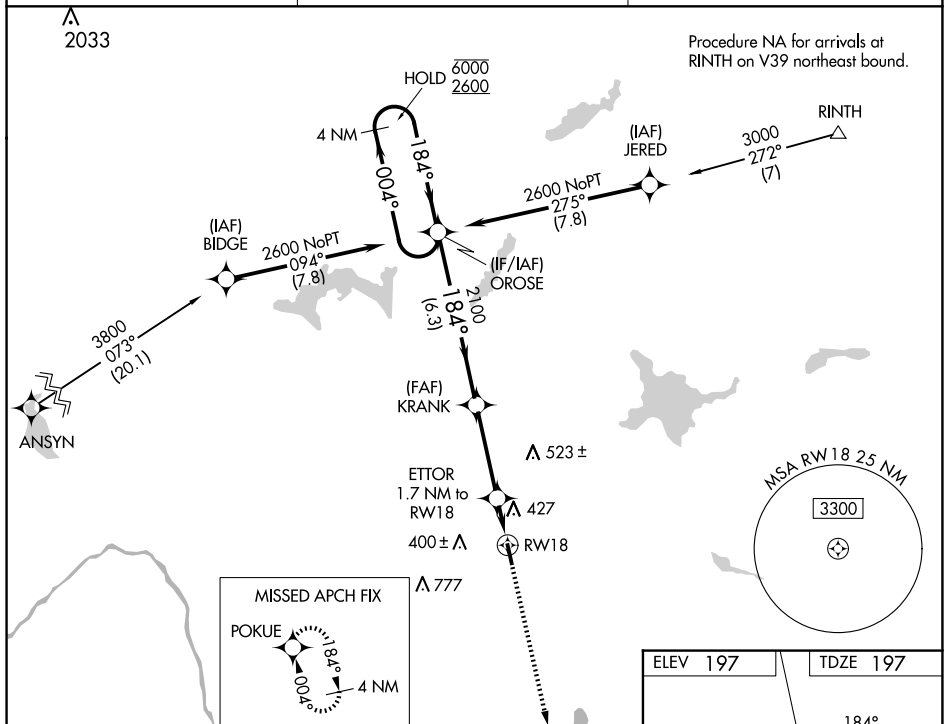 2033
Procedure NA for arrivals at
RINTH on V39 northeast bound.
HOLD 6000
2600
4 NM
184°
004°
RINTH
3000
272°
(7)
(IAF)
JERED
2600 NoPT
275°
(7.8)
(IAF)
BIDGE
2600 NoPT
094°
(7.8)
(IF/IAF)
OROSE
2100
184°
(6.3)
3800
073°
(20.1)
ANSYN
(FAF)
KRANK
523 ±
ETTOR
1.7 NM to
RW18
427
400 ±
RW18
777
MSA RW18 25 NM
3300
MISSED APCH FIX
POKUE
184°
004°
4 NM
ELEV 197
TDZE 197
184°